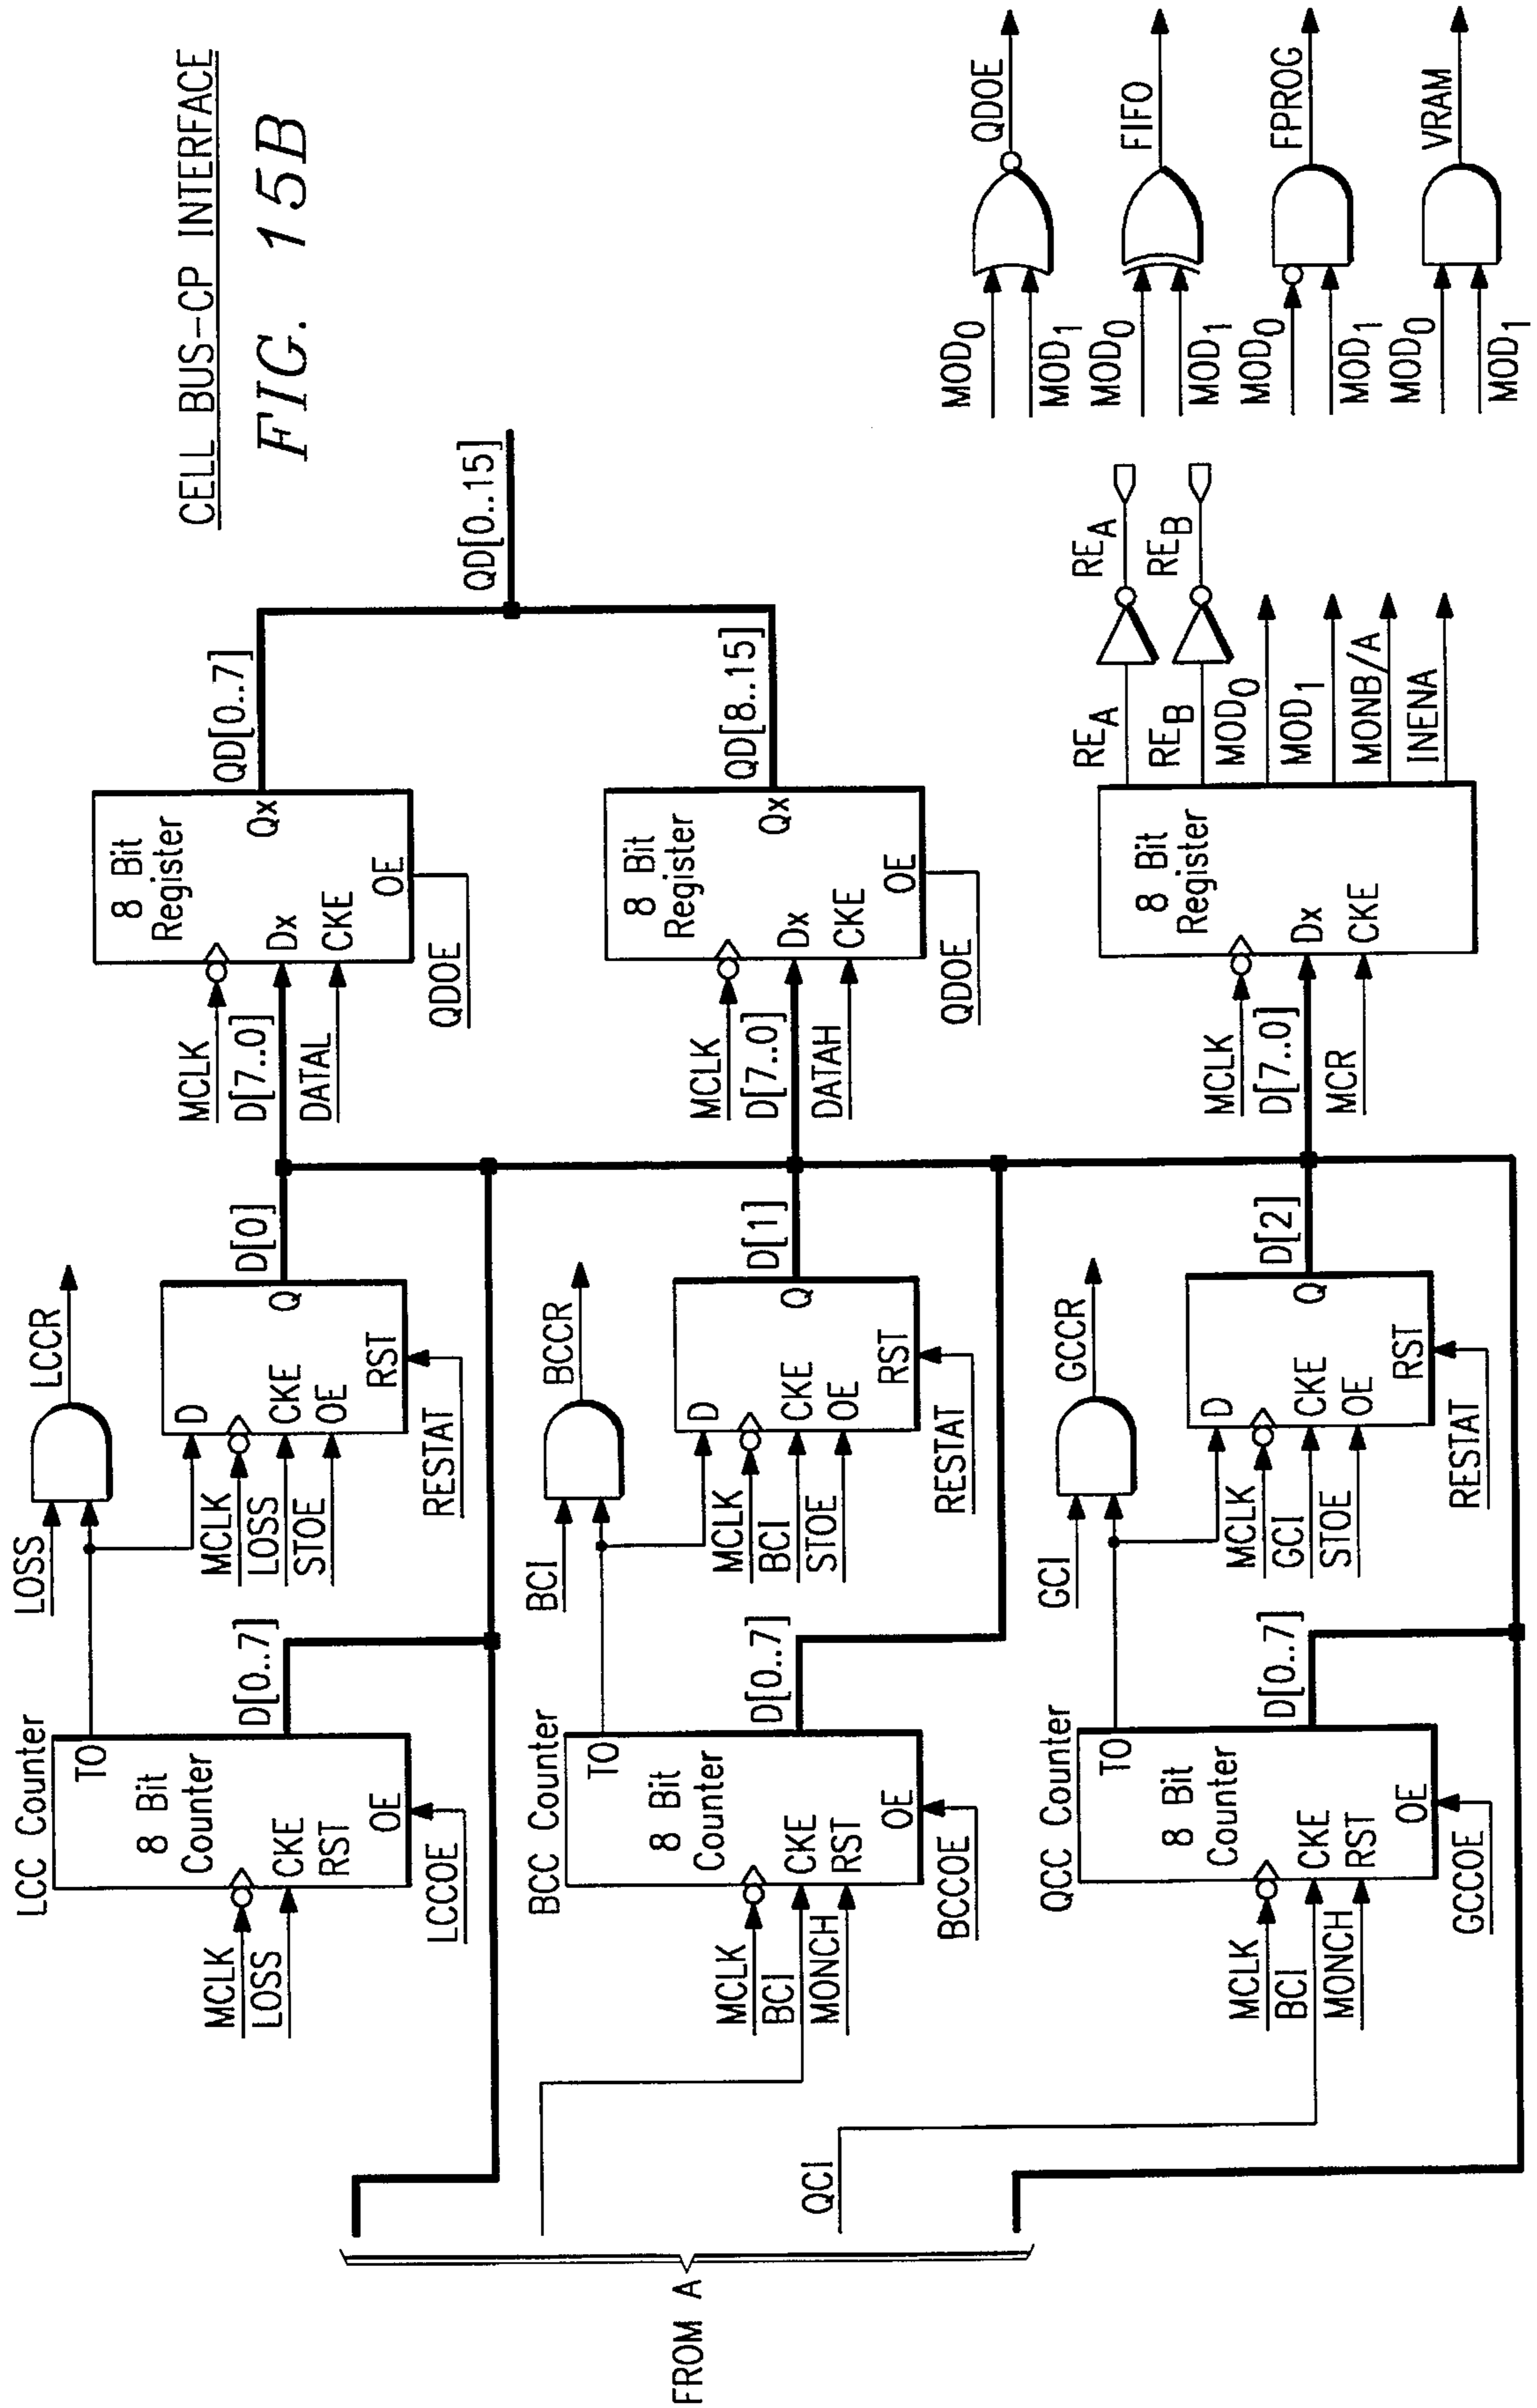 CELL BUS-CP INTERFACE
FIG. 15B
FROM A
QCI
LCC Counter
TO
8 Bit
Counter
CKE
RST
OE
MCLK
LOSS
LCCOE
D[0..7]
LOSS
LCCR
D
Q
CKE
OE
RST
MCLK
LOSS
STOE
RESTAT
D[0]
MCLK
D[7..0]
DATAL
8 Bit
Register
Dx
Qx
CKE
OE
QDOE
QD[0..7]
QD[0..15]
BCC Counter
TO
8 Bit
Counter
CKE
RST
OE
MCLK
BCI
MONCH
BCCOE
D[0..7]
BCI
BCCR
D
Q
CKE
OE
RST
MCLK
BCI
STOE
RESTAT
D[1]
MCLK
D[7..0]
DATAH
8 Bit
Register
Dx
Qx
CKE
OE
QDOE
QD[8..15]
QCC Counter
TO
8 Bit
Counter
CKE
RST
OE
MCLK
BCI
MONCH
GCCOE
D[0..7]
GCI
GCCR
D
Q
CKE
OE
RST
MCLK
GCI
STOE
RESTAT
D[2]
MCLK
D[7..0]
MCR
8 Bit
Register
Dx
CKE
REA
REA
REB
REB
MOD0
MOD1
MONB/A
INENA
MOD0
MOD1
QDOE
MOD0
MOD1
FIFO
MOD0
MOD1
FPROG
MOD0
MOD1
VRAM